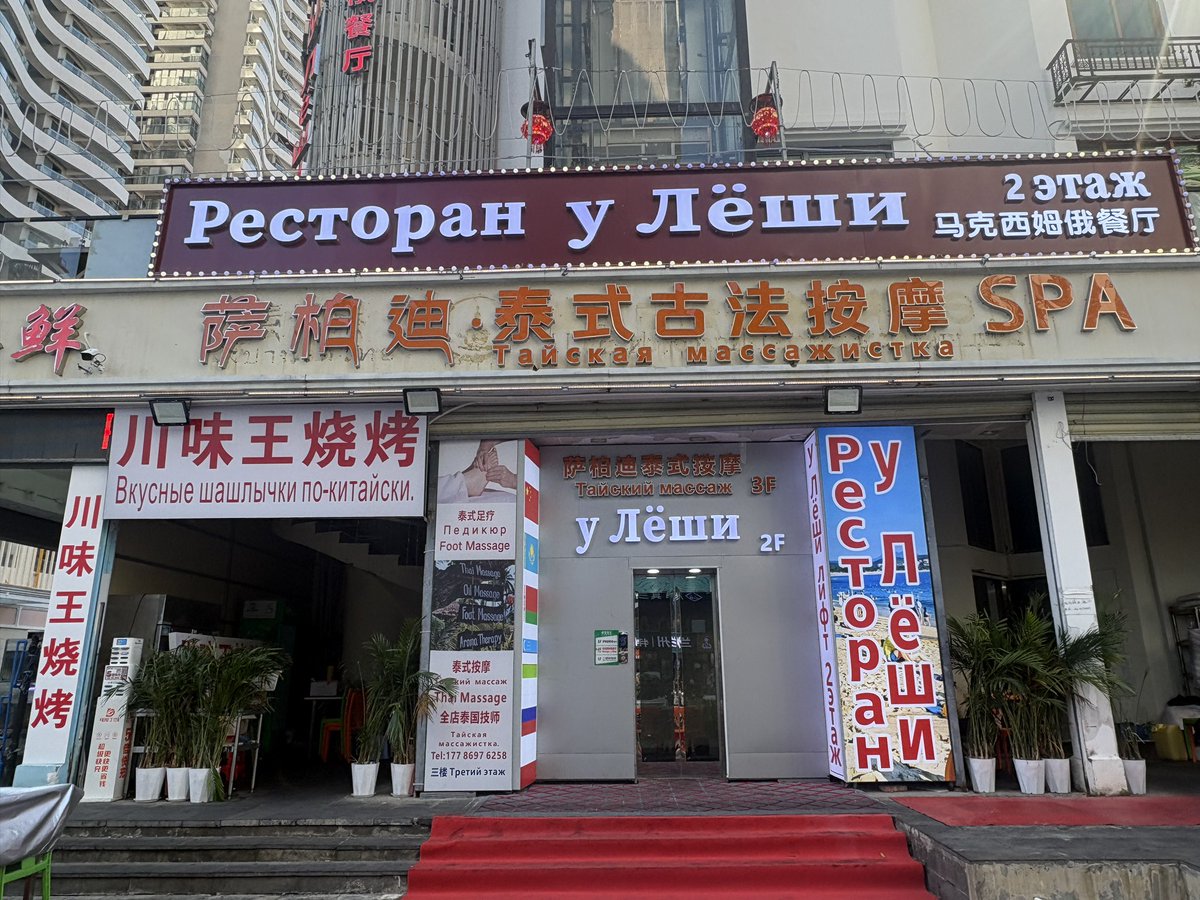 餐厅
Ресторан у Лёши
2 этаж
马克西姆俄餐厅
鲜
萨柏迪·泰式古法按摩SPA
Тайская массажистка
川味王烧烤
Вкусные шашлычки по-китайски.
川味王烧烤
泰式足疗
Педикюр
Foot Massage
Thai Massage
Oil Massage
Foot Massage
Aroma Therapy
泰式按摩
Тайский массаж
Thai Massage
全店泰国技师
Тайская
массажистка.
Tel:177 8697 6258
三楼 Третий этаж
萨柏迪泰式按摩
Тайский массаж 3F
у Лёши 2F
у Лёши лифт 2этаж
Ресторан
у Лёши